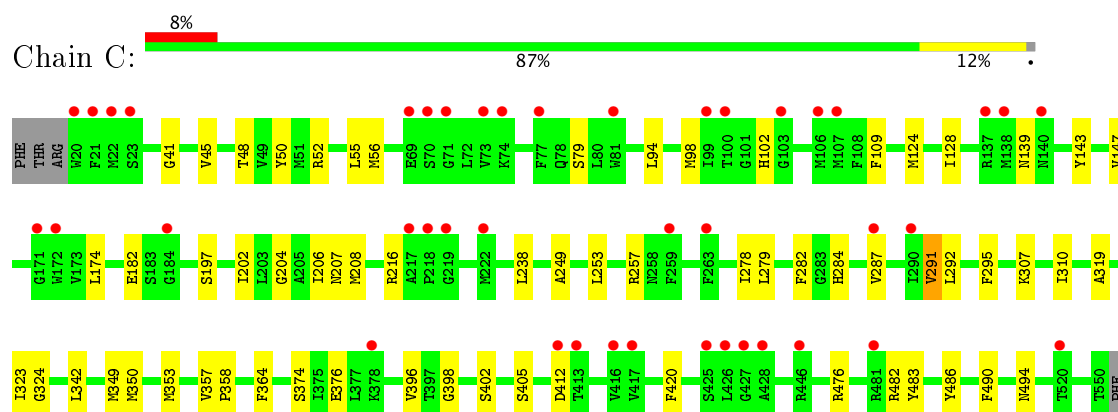 8%
Chain C:
87% 12% •
PHE THR ARG W20 F21 M22 S23 G41 V45 T48 V49 Y50 M51 R52 L55 M56 E69 S70 G71 L72 V73 K74 F77 Q78 S79 L80 W81 L94 M98 I99 T100 G101 H102 G103 M106 M107 F108 F109 M124 I128 R137 M138 N139 N140 Y143 V147
G171 W172 V173 L174 E182 S183 G184 S197 I202 L203 G204 A205 I206 N207 M208 R216 A217 P218 G219 M222 L238 A249 L253 R257 N258 F259 F263 I278 L279 F282 G283 H284 V287 I290 V291 L292 F295 K307 I310 A319
I323 G324 L342 M349 M350 M353 V357 P358 F364 S374 I375 E376 L377 K378 V396 T397 G398 S402 S405 D412 T413 V416 V417 F420 S425 L426 G427 A428 R446 R476 R481 R482 Y483 Y486 F490 N494 T520 T550 PHE